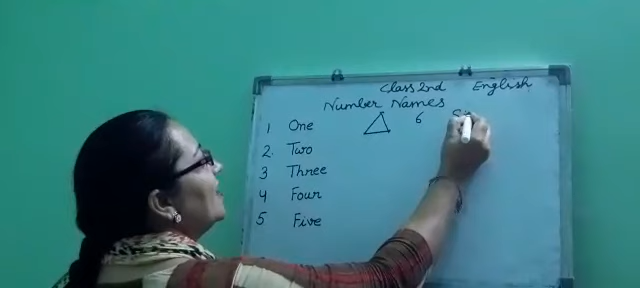 Class 2nd English
Number Names
1 One
2. Two
3 Three
4 Four
5 Five
6